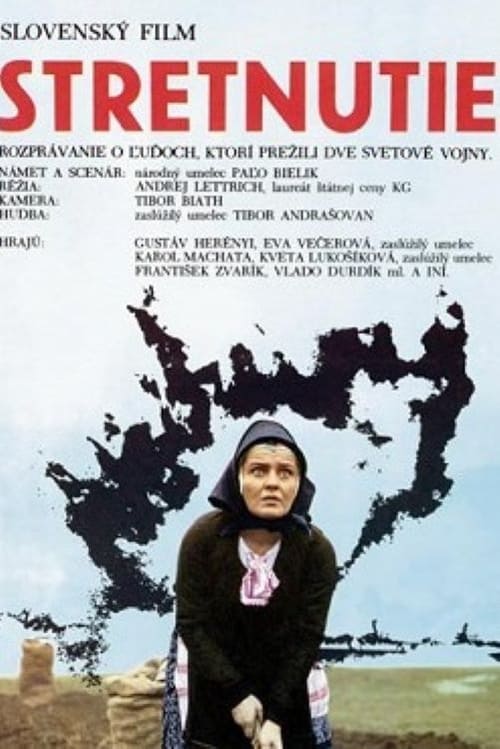 SLOVENSKÝ FILM
STRETNUTIE
ROZPRÁVANIE O ĽUĎOCH, KTORÍ PREŽILI DVE SVETOVÉ VOJNY.
NÁMET A SCENÁR: národný umelec PAĽO BIELIK
RÉŽIA: ANDREJ LETTRICH, laureát štátnej ceny KG
KAMERA: TIBOR BIATH
HUDBA: zaslúžilý umelec TIBOR ANDRAŠOVAN
HRAJÚ: GUSTÁV HERÉNYI, EVA VEČEROVÁ, zaslúžilý umelec
KAROL MACHATA, KVETA LUKOŠÍKOVÁ, zaslúžilý umelec
FRANTIŠEK ZVARÍK, VLADO DURDÍK ml. A INÍ.